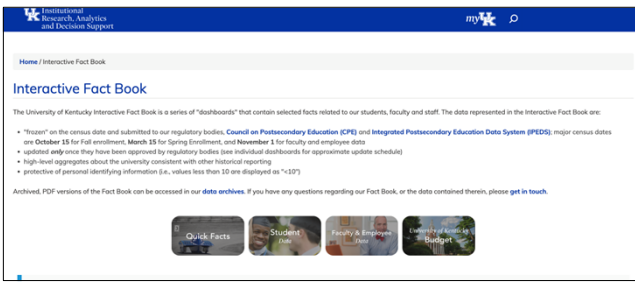 Institutional
Research, Analytics
and Decision Support
myUK
Home / Interactive Fact Book
Interactive Fact Book
The University of Kentucky Interactive Fact Book is a series of "dashboards" that contain selected facts related to our students, faculty and staff. The data represented in the Interactive Fact Book are:
• "frozen" on the census date and submitted to our regulatory bodies, Council on Postsecondary Education (CPE) and Integrated Postsecondary Education Data System (IPEDS); major census dates
are October 15 for Fall enrollment, March 15 for Spring Enrollment, and November 1 for faculty and employee data
• updated only once they have been approved by regulatory bodies (see individual dashboards for approximate update schedule)
• high-level aggregates about the university consistent with other historical reporting
• protective of personal identifying information (i.e., values less than 10 are displayed as "<10")
Archived, PDF versions of the Fact Book can be accessed in our data archives. If you have any questions regarding our Fact Book, or the data contained therein, please get in touch.
Quick Facts
Student
Data
Faculty & Employee
Data
University of Kentucky
Budget